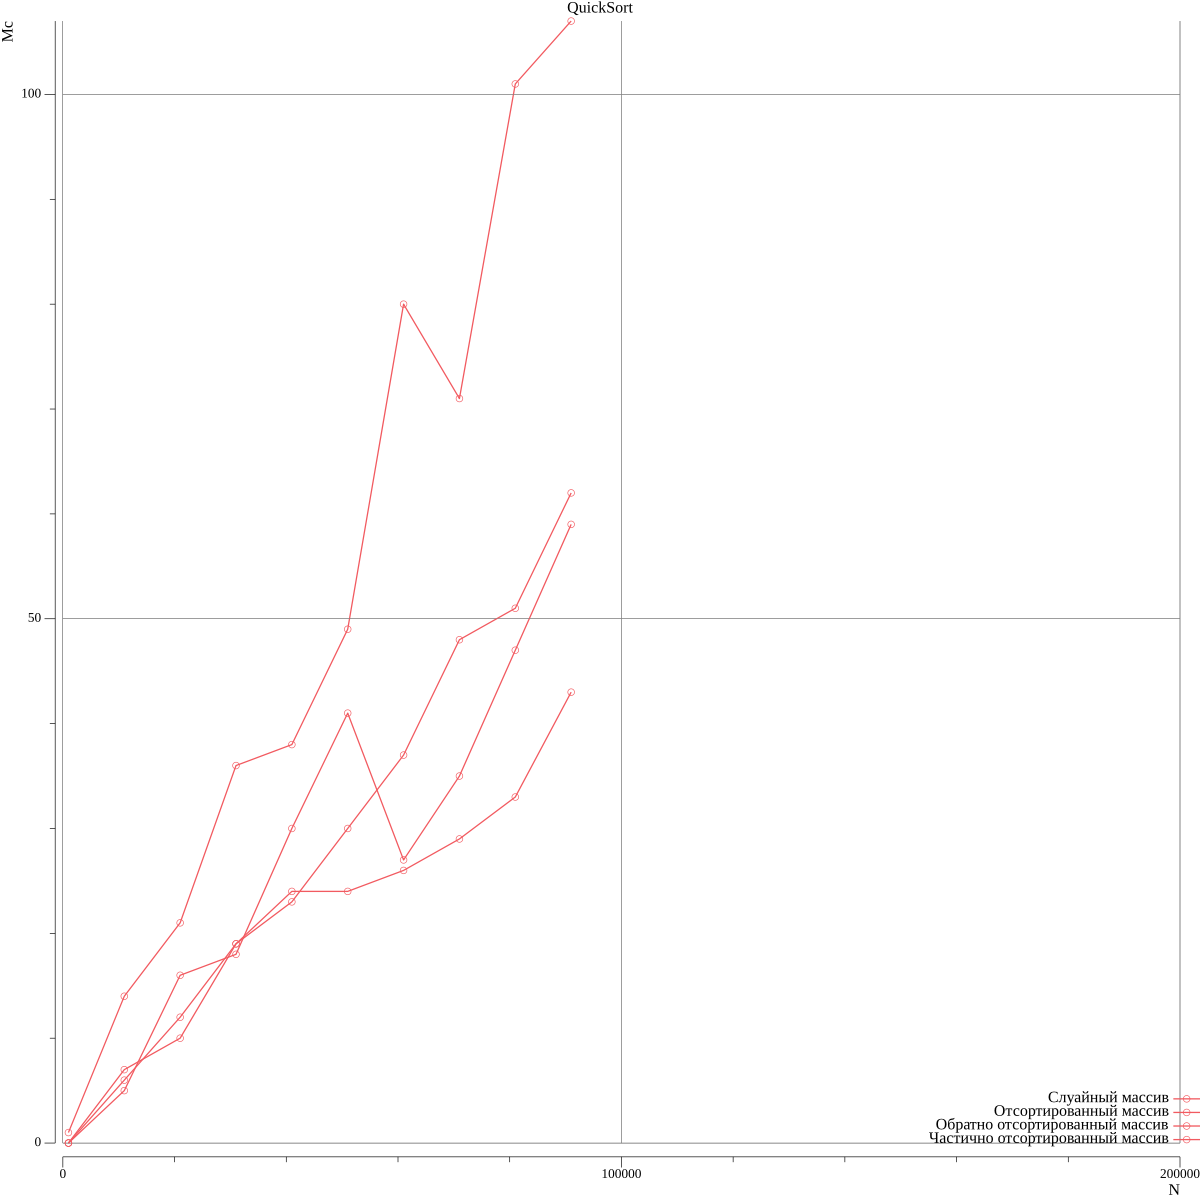 QuickSort
Мс
100
50
0
Слуайный массив
Отсортированный массив
Обратно отсортированный массив
Частично отсортированный массив
0 100000 200000
N